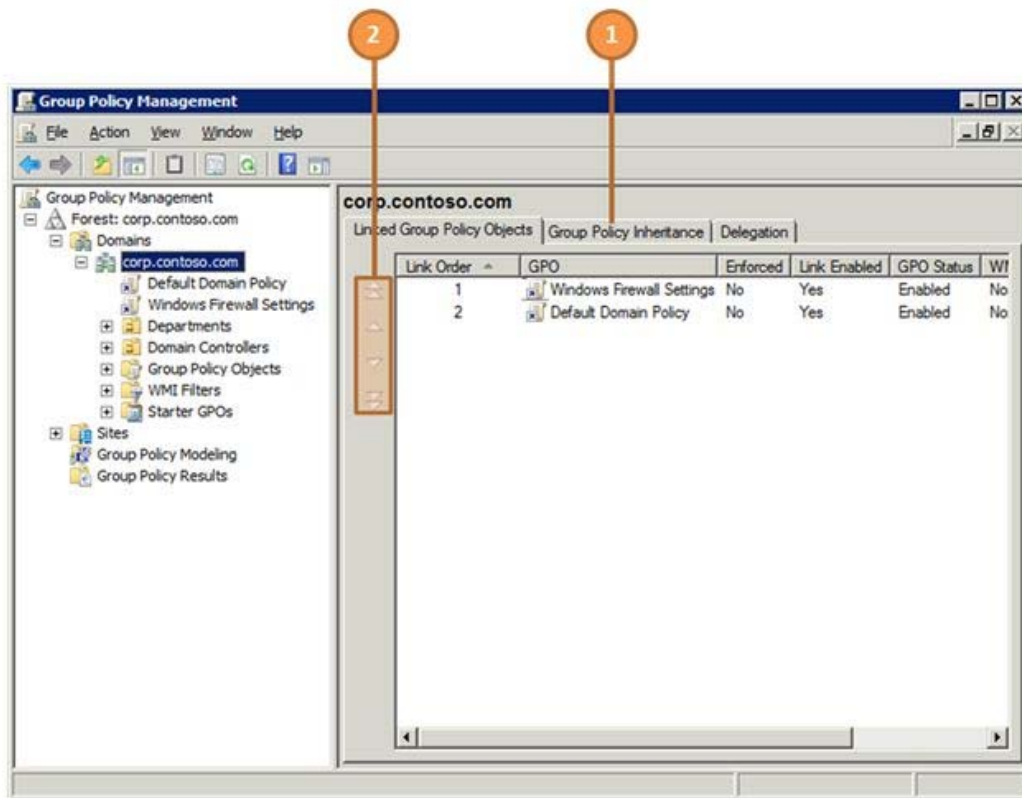 2 1
Group Policy Management
File Action View Window Help
Group Policy Management
Forest: corp.contoso.com
Domains
corp.contoso.com
Default Domain Policy
Windows Firewall Settings
Departments
Domain Controllers
Group Policy Objects
WMI Filters
Starter GPOs
Sites
Group Policy Modeling
Group Policy Results
corp.contoso.com
Linked Group Policy Objects Group Policy Inheritance Delegation
Link Order GPO Enforced Link Enabled GPO Status WM
1 Windows Firewall Settings No Yes Enabled No
2 Default Domain Policy No Yes Enabled No